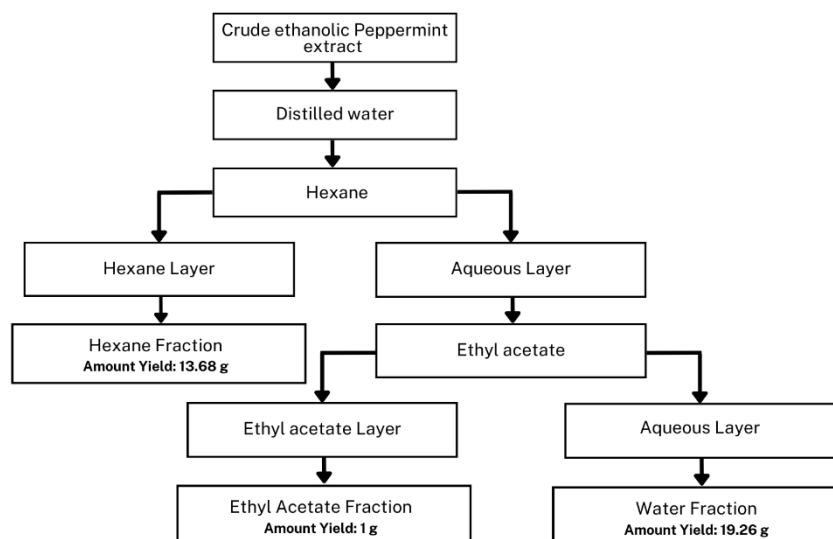 Crude ethanolic Peppermint
extract
Distilled water
Hexane
Hexane Layer
Aqueous Layer
Hexane Fraction
Amount Yield: 13.68 g
Ethyl acetate
Ethyl acetate Layer
Aqueous Layer
Ethyl Acetate Fraction
Amount Yield: 1 g
Water Fraction
Amount Yield: 19.26 g